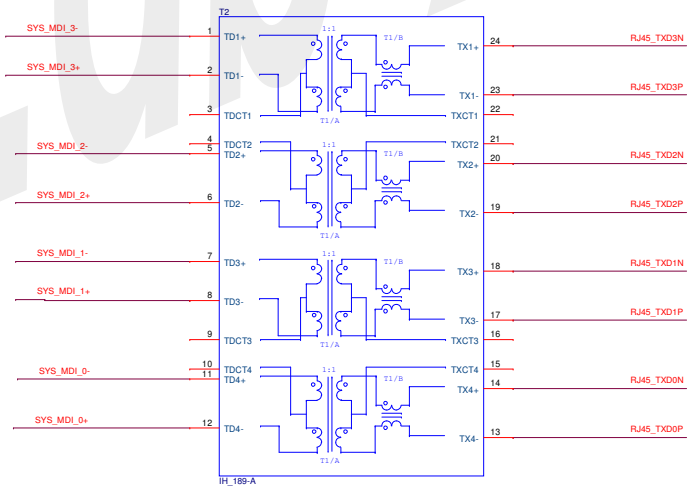 T2
SYS_MDI_3- 1 TD1+ 1:1 T1/B TX1+ 24 RJ45_TXD3N
SYS_MDI_3+ 2 TD1- TX1- 23 RJ45_TXD3P
3 TDCT1 T1/A TXCT1 22
4 TDCT2 1:1 T1/B TXCT2 21
SYS_MDI_2- 5 TD2+ TX2+ 20 RJ45_TXD2N
SYS_MDI_2+ 6 TD2- T1/A TX2- 19 RJ45_TXD2P
SYS_MDI_1- 7 TD3+ 1:1 T1/B TX3+ 18 RJ45_TXD1N
SYS_MDI_1+ 8 TD3- TX3- 17 RJ45_TXD1P
9 TDCT3 T1/A TXCT3 16
10 TDCT4 1:1 T1/B TXCT4 15
SYS_MDI_0- 11 TD4+ TX4+ 14 RJ45_TXD0N
SYS_MDI_0+ 12 TD4- T1/A TX4- 13 RJ45_TXD0P
IH_189-A